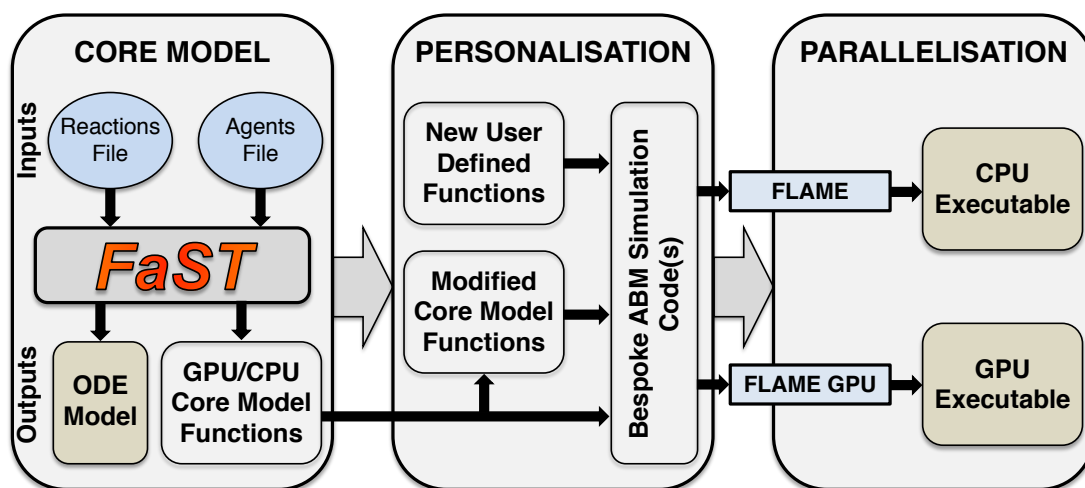 CORE MODEL
Inputs
Reactions
File
Agents
File
FaST
Outputs
ODE
Model
GPU/CPU
Core Model
Functions
PERSONALISATION
New User
Defined
Functions
Modified
Core Model
Functions
Bespoke ABM Simulation
Code(s)
PARALLELISATION
FLAME
CPU
Executable
FLAME GPU
GPU
Executable